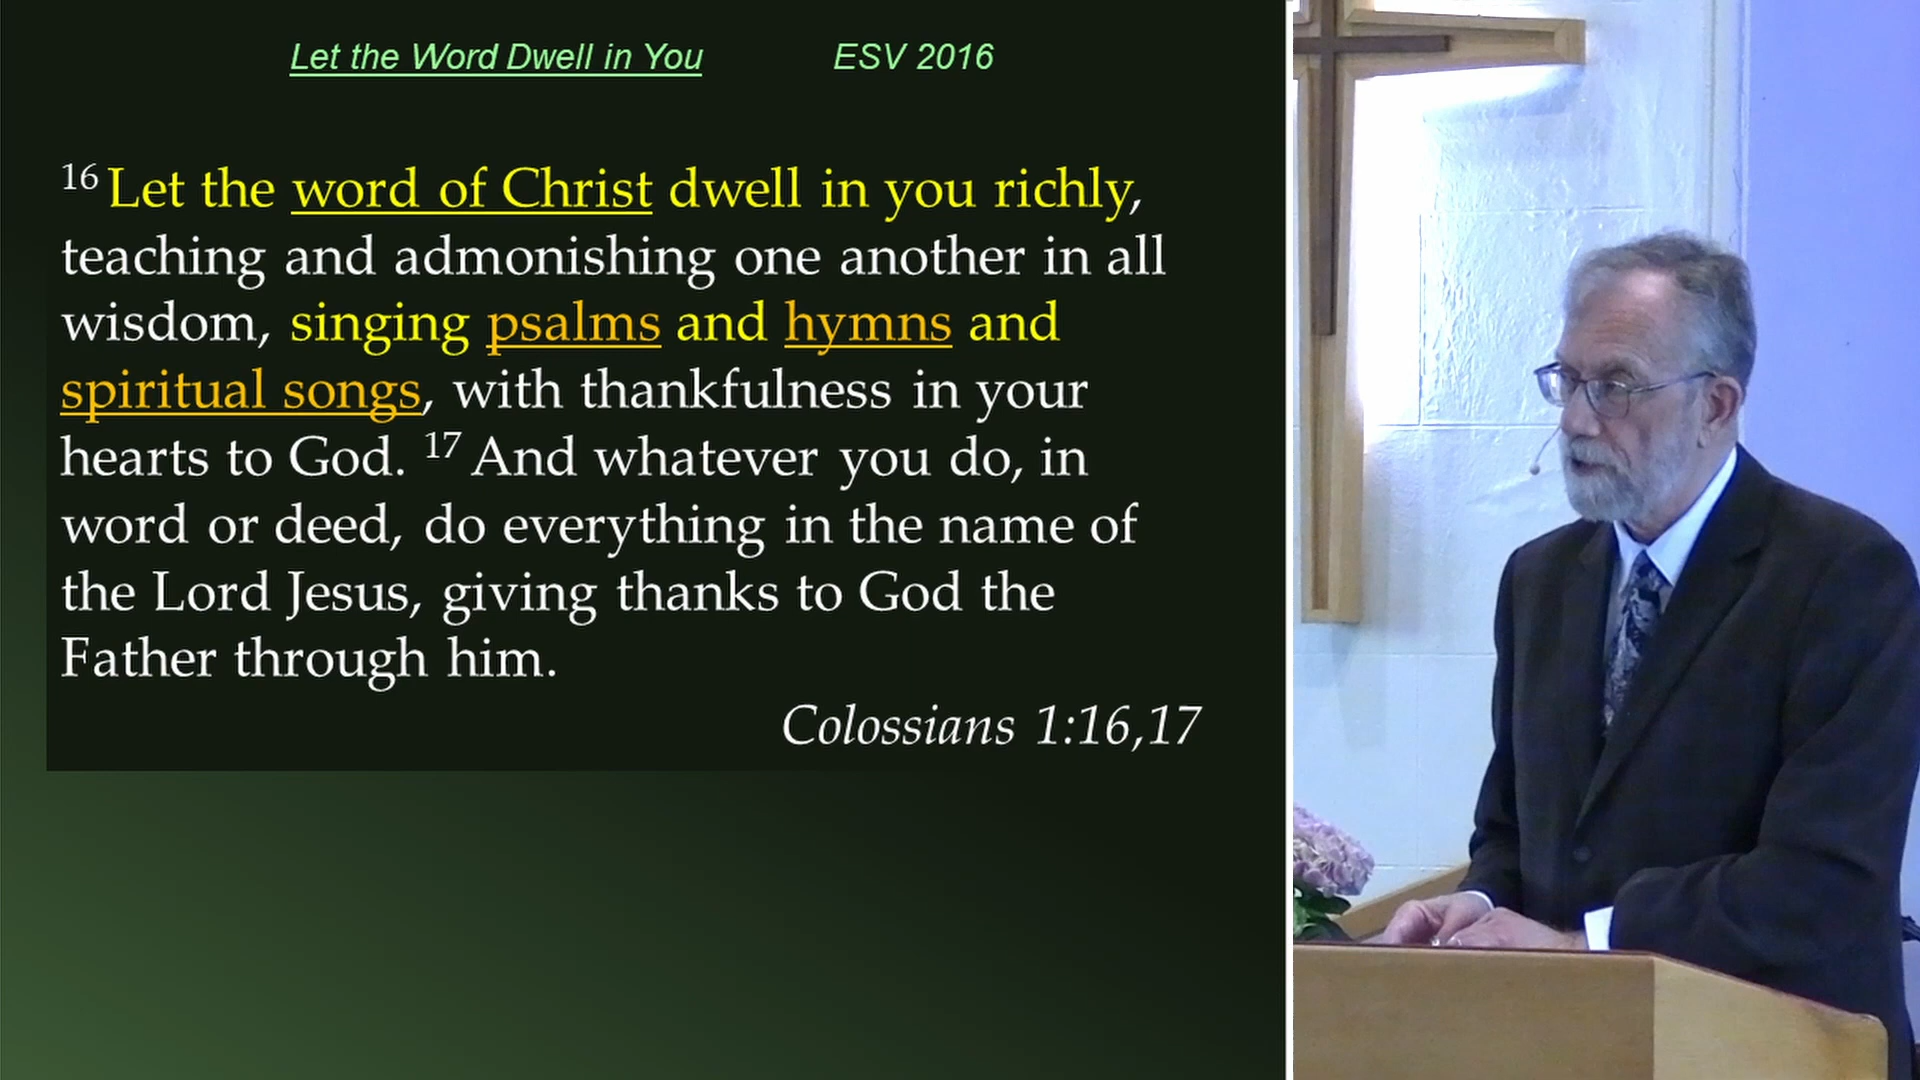 Let the Word Dwell in You ESV 2016
16 Let the word of Christ dwell in you richly,
teaching and admonishing one another in all
wisdom, singing psalms and hymns and
spiritual songs, with thankfulness in your
hearts to God. 17 And whatever you do, in
word or deed, do everything in the name of
the Lord Jesus, giving thanks to God the
Father through him.
Colossians 1:16,17